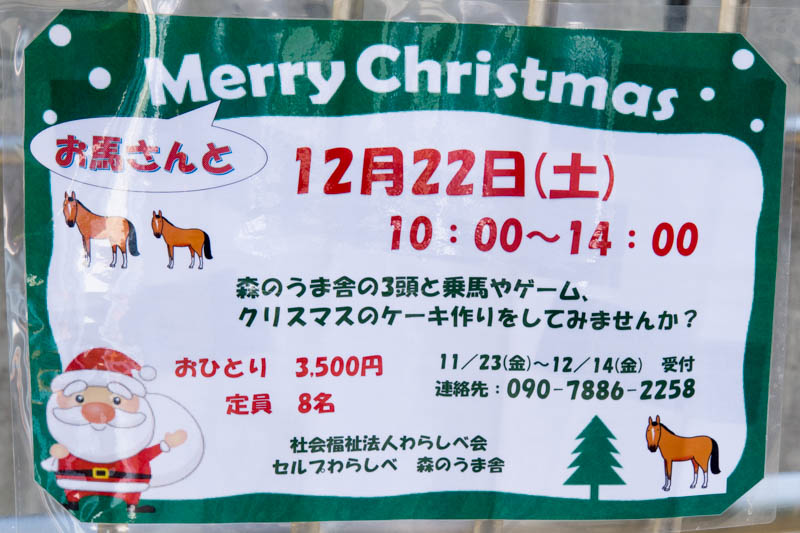 Merry Christmas
お馬さんと
12月22日(土)
10：00～14：00
森のうま舎の3頭と乗馬やゲーム、
クリスマスのケーキ作りをしてみませんか？
おひとり 3,500円
定員 8名
11／23(金)～12／14(金) 受付
連絡先：090-7886-2258
社会福祉法人わらしべ会
セルプわらしべ 森のうま舎